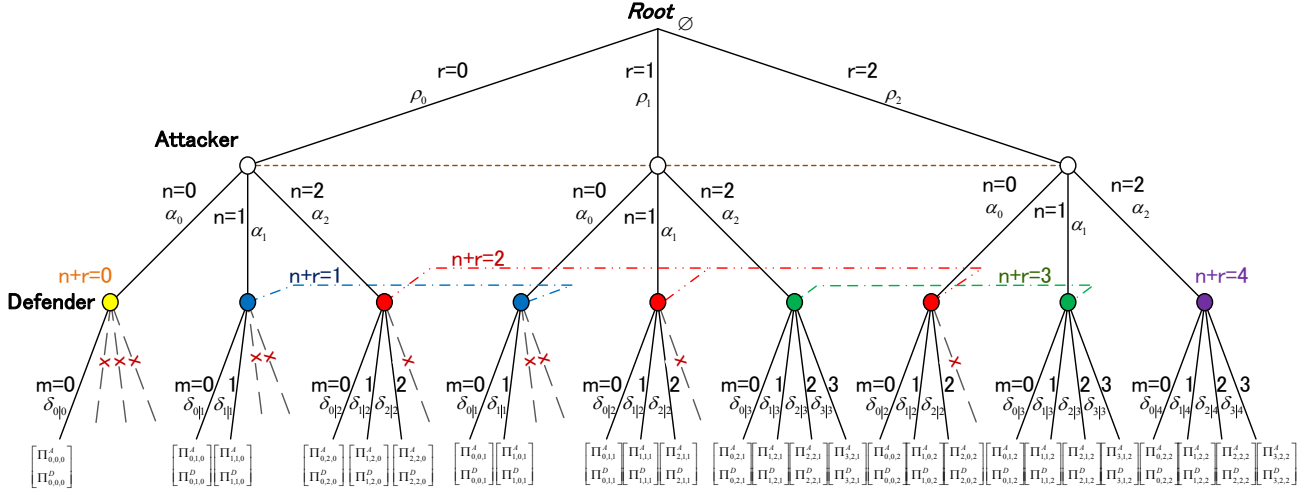 Root ∅
r=0 r=1 r=2
ρ₀ ρ₁ ρ₂
Attacker
n=0 n=2 n=0 n=2 n=0 n=2
α₀ n=1 α₂ α₀ n=1 α₂ α₀ n=1 α₂
α₁ α₁ α₁
n+r=0 n+r=1 n+r=2 n+r=3 n+r=4
Defender
x x x x x x x x x x
m=0 m=0 1 m=0 1 2 m=0 1 m=0 1 2 m=0 1 2 3 m=0 1 2 m=0 1 2 3 m=0 1 2 3
δ₀|₀ δ₀|₁ δ₁|₁ δ₀|₂ δ₁|₂ δ₂|₂ δ₀|₁ δ₁|₁ δ₀|₂ δ₁|₂ δ₂|₂ δ₀|₃ δ₁|₃ δ₂|₃ δ₃|₃ δ₀|₂ δ₁|₂ δ₂|₂ δ₀|₃ δ₁|₃ δ₂|₃ δ₃|₃ δ₀|₄ δ₁|₄ δ₂|₄ δ₃|₄
Π^A_0,0,0 Π^A_0,1,0 Π^A_1,1,0 Π^A_0,2,0 Π^A_1,2,0 Π^A_2,2,0 Π^A_0,0,1 Π^A_1,0,1 Π^A_0,1,1 Π^A_1,1,1 Π^A_2,1,1 Π^A_0,2,1 Π^A_1,2,1 Π^A_2,2,1 Π^A_3,2,1 Π^A_0,0,2 Π^A_1,0,2 Π^A_2,0,2 Π^A_0,1,2 Π^A_1,1,2 Π^A_2,1,2 Π^A_3,1,2 Π^A_0,2,2 Π^A_1,2,2 Π^A_2,2,2 Π^A_3,2,2
Π^D_0,0,0 Π^D_0,1,0 Π^D_1,1,0 Π^D_0,2,0 Π^D_1,2,0 Π^D_2,2,0 Π^D_0,0,1 Π^D_1,0,1 Π^D_0,1,1 Π^D_1,1,1 Π^D_2,1,1 Π^D_0,2,1 Π^D_1,2,1 Π^D_2,2,1 Π^D_3,2,1 Π^D_0,0,2 Π^D_1,0,2 Π^D_2,0,2 Π^D_0,1,2 Π^D_1,1,2 Π^D_2,1,2 Π^D_3,1,2 Π^D_0,2,2 Π^D_1,2,2 Π^D_2,2,2 Π^D_3,2,2